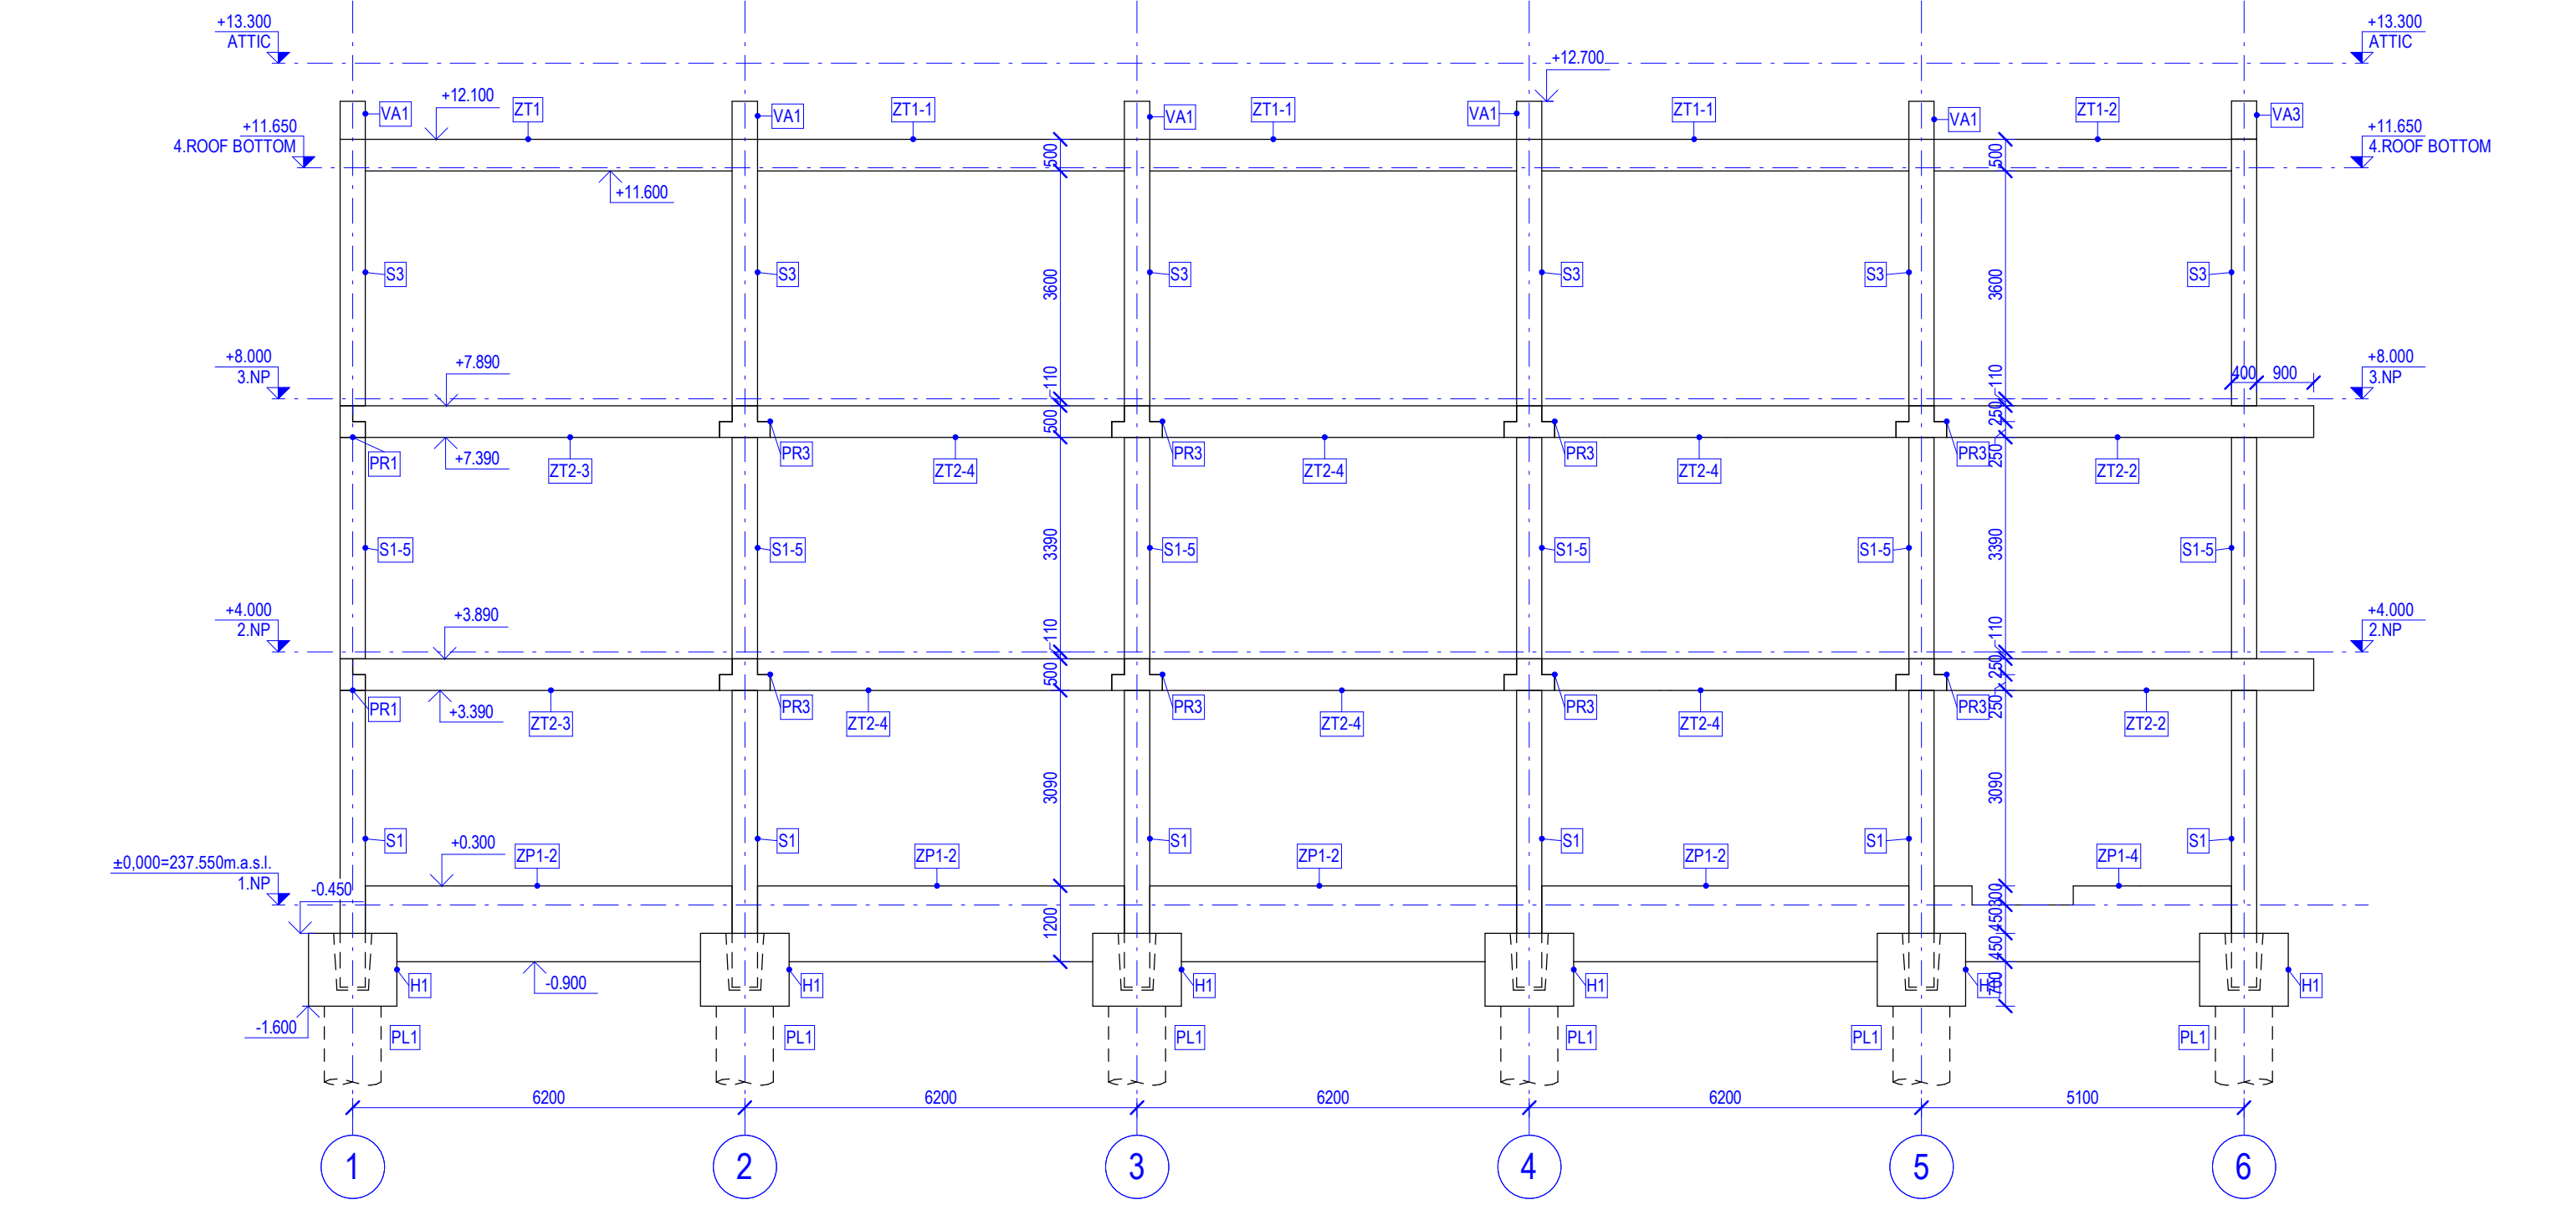 +13.300
ATTIC
+13.300
ATTIC
+12.700
+12.100
ZT1
ZT1-1
ZT1-1
ZT1-1
ZT1-2
VA1
VA1
VA1
VA1
VA1
VA3
+11.650
4.ROOF BOTTOM
+11.650
4.ROOF BOTTOM
500
500
+11.600
S3
S3
S3
S3
S3
S3
3600
3600
+8.000
3.NP
+7.890
110
110
400
900
+8.000
3.NP
500
250
250
PR1
+7.390
ZT2-3
PR3
ZT2-4
PR3
ZT2-4
PR3
ZT2-4
PR3
ZT2-2
S1-5
S1-5
S1-5
S1-5
S1-5
S1-5
3390
3390
+4.000
2.NP
+3.890
110
110
+4.000
2.NP
500
250
250
PR1
+3.390
ZT2-3
PR3
ZT2-4
PR3
ZT2-4
PR3
ZT2-4
PR3
ZT2-2
3090
3090
S1
S1
S1
S1
S1
S1
+0.300
ZP1-2
ZP1-2
ZP1-2
ZP1-2
ZP1-4
±0,000=237.550m.a.s.l.
1.NP
-0.450
1200
300
450
450
700
-0.900
H1
H1
H1
H1
H1
H1
-1.600
PL1
PL1
PL1
PL1
PL1
PL1
6200
6200
6200
6200
5100
1
2
3
4
5
6